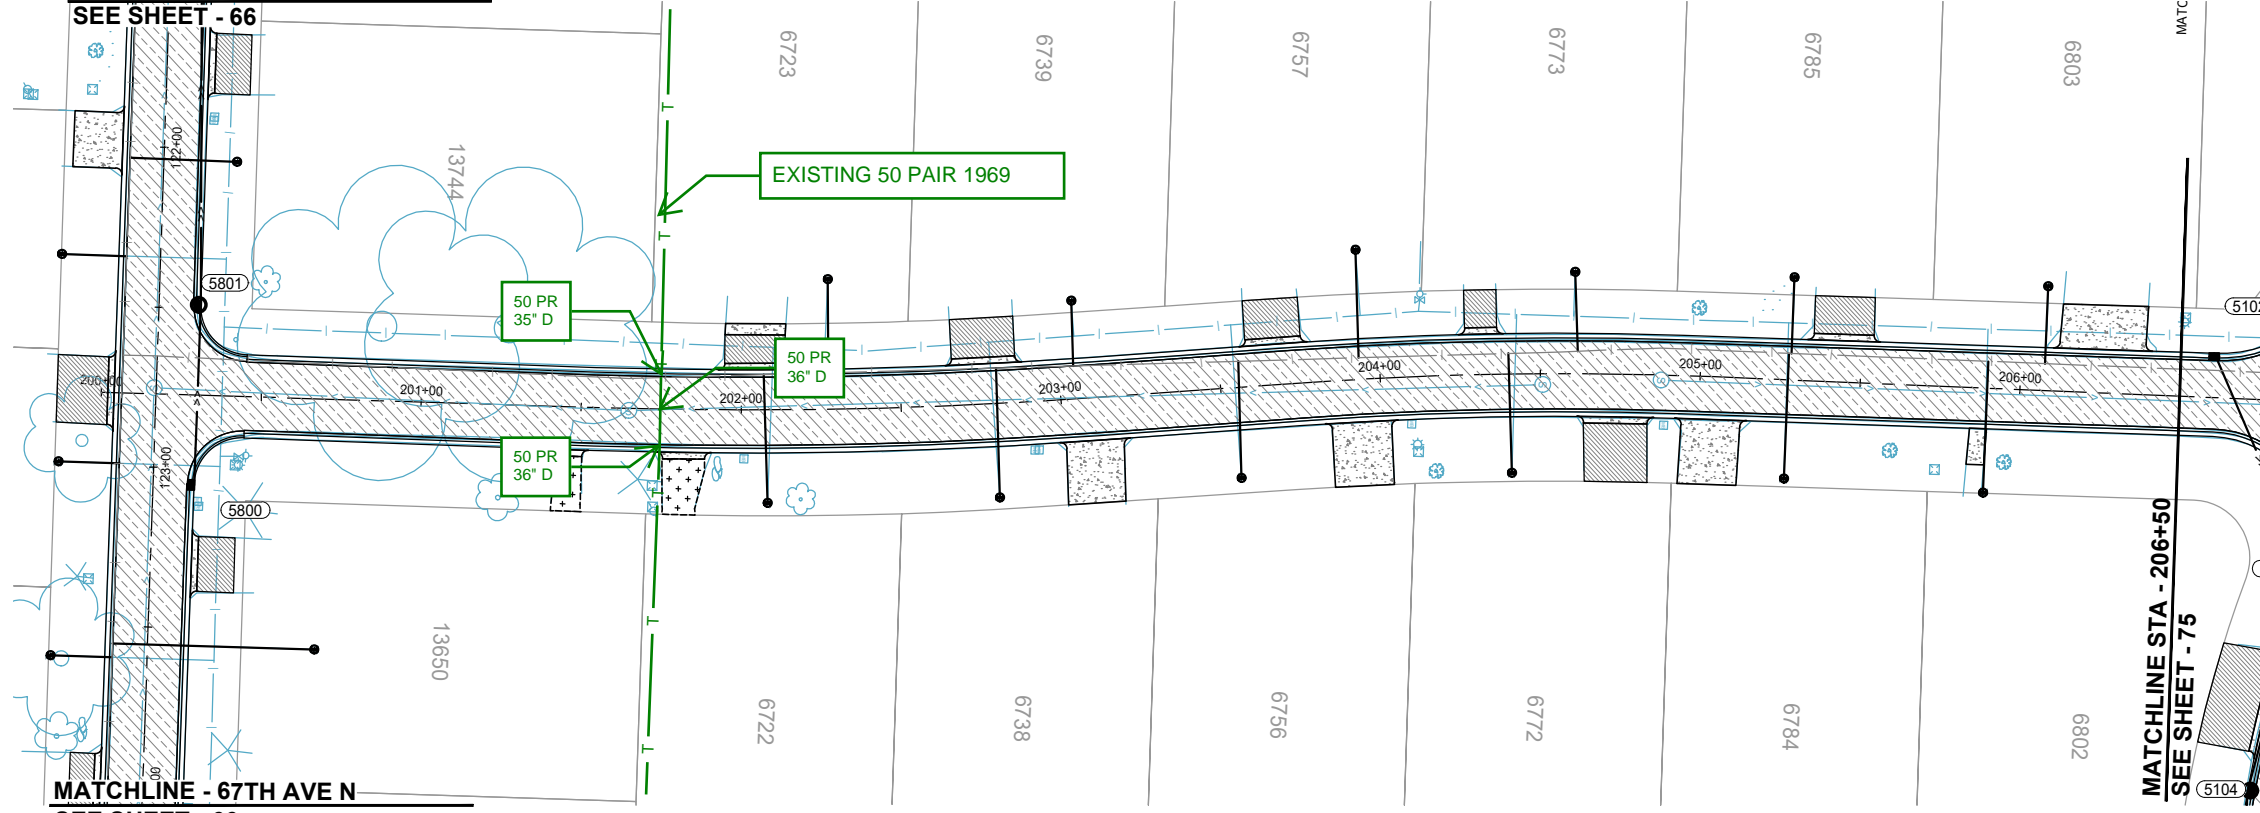 SEE SHEET - 66
MATC
6723
6739
6757
6773
6785
6803
122+00
13744
T
EXISTING 50 PAIR 1969
T
5801
5102
50 PR
35" D
50 PR
36" D
200+00
201+00
202+00
203+00
204+00
205+00
206+00
S
S
50 PR
36" D
123+00
T
5800
T
13650
6722
6738
6756
6772
6784
6802
T
MATCHLINE STA - 206+50
SEE SHEET - 75
5104
00
MATCHLINE - 67TH AVE N